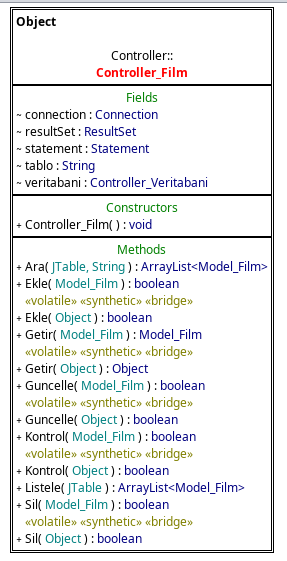 Object
Controller::
Controller_Film
Fields
~ connection : Connection
~ resultSet : ResultSet
~ statement : Statement
~ tablo : String
~ veritabani : Controller_Veritabani
Constructors
+ Controller_Film( ) : void
Methods
+ Ara( JTable, String ) : ArrayList<Model_Film>
+ Ekle( Model_Film ) : boolean
«volatile» «synthetic» «bridge»
+ Ekle( Object ) : boolean
+ Getir( Model_Film ) : Model_Film
«volatile» «synthetic» «bridge»
+ Getir( Object ) : Object
+ Guncelle( Model_Film ) : boolean
«volatile» «synthetic» «bridge»
+ Guncelle( Object ) : boolean
+ Kontrol( Model_Film ) : boolean
«volatile» «synthetic» «bridge»
+ Kontrol( Object ) : boolean
+ Listele( JTable ) : ArrayList<Model_Film>
+ Sil( Model_Film ) : boolean
«volatile» «synthetic» «bridge»
+ Sil( Object ) : boolean